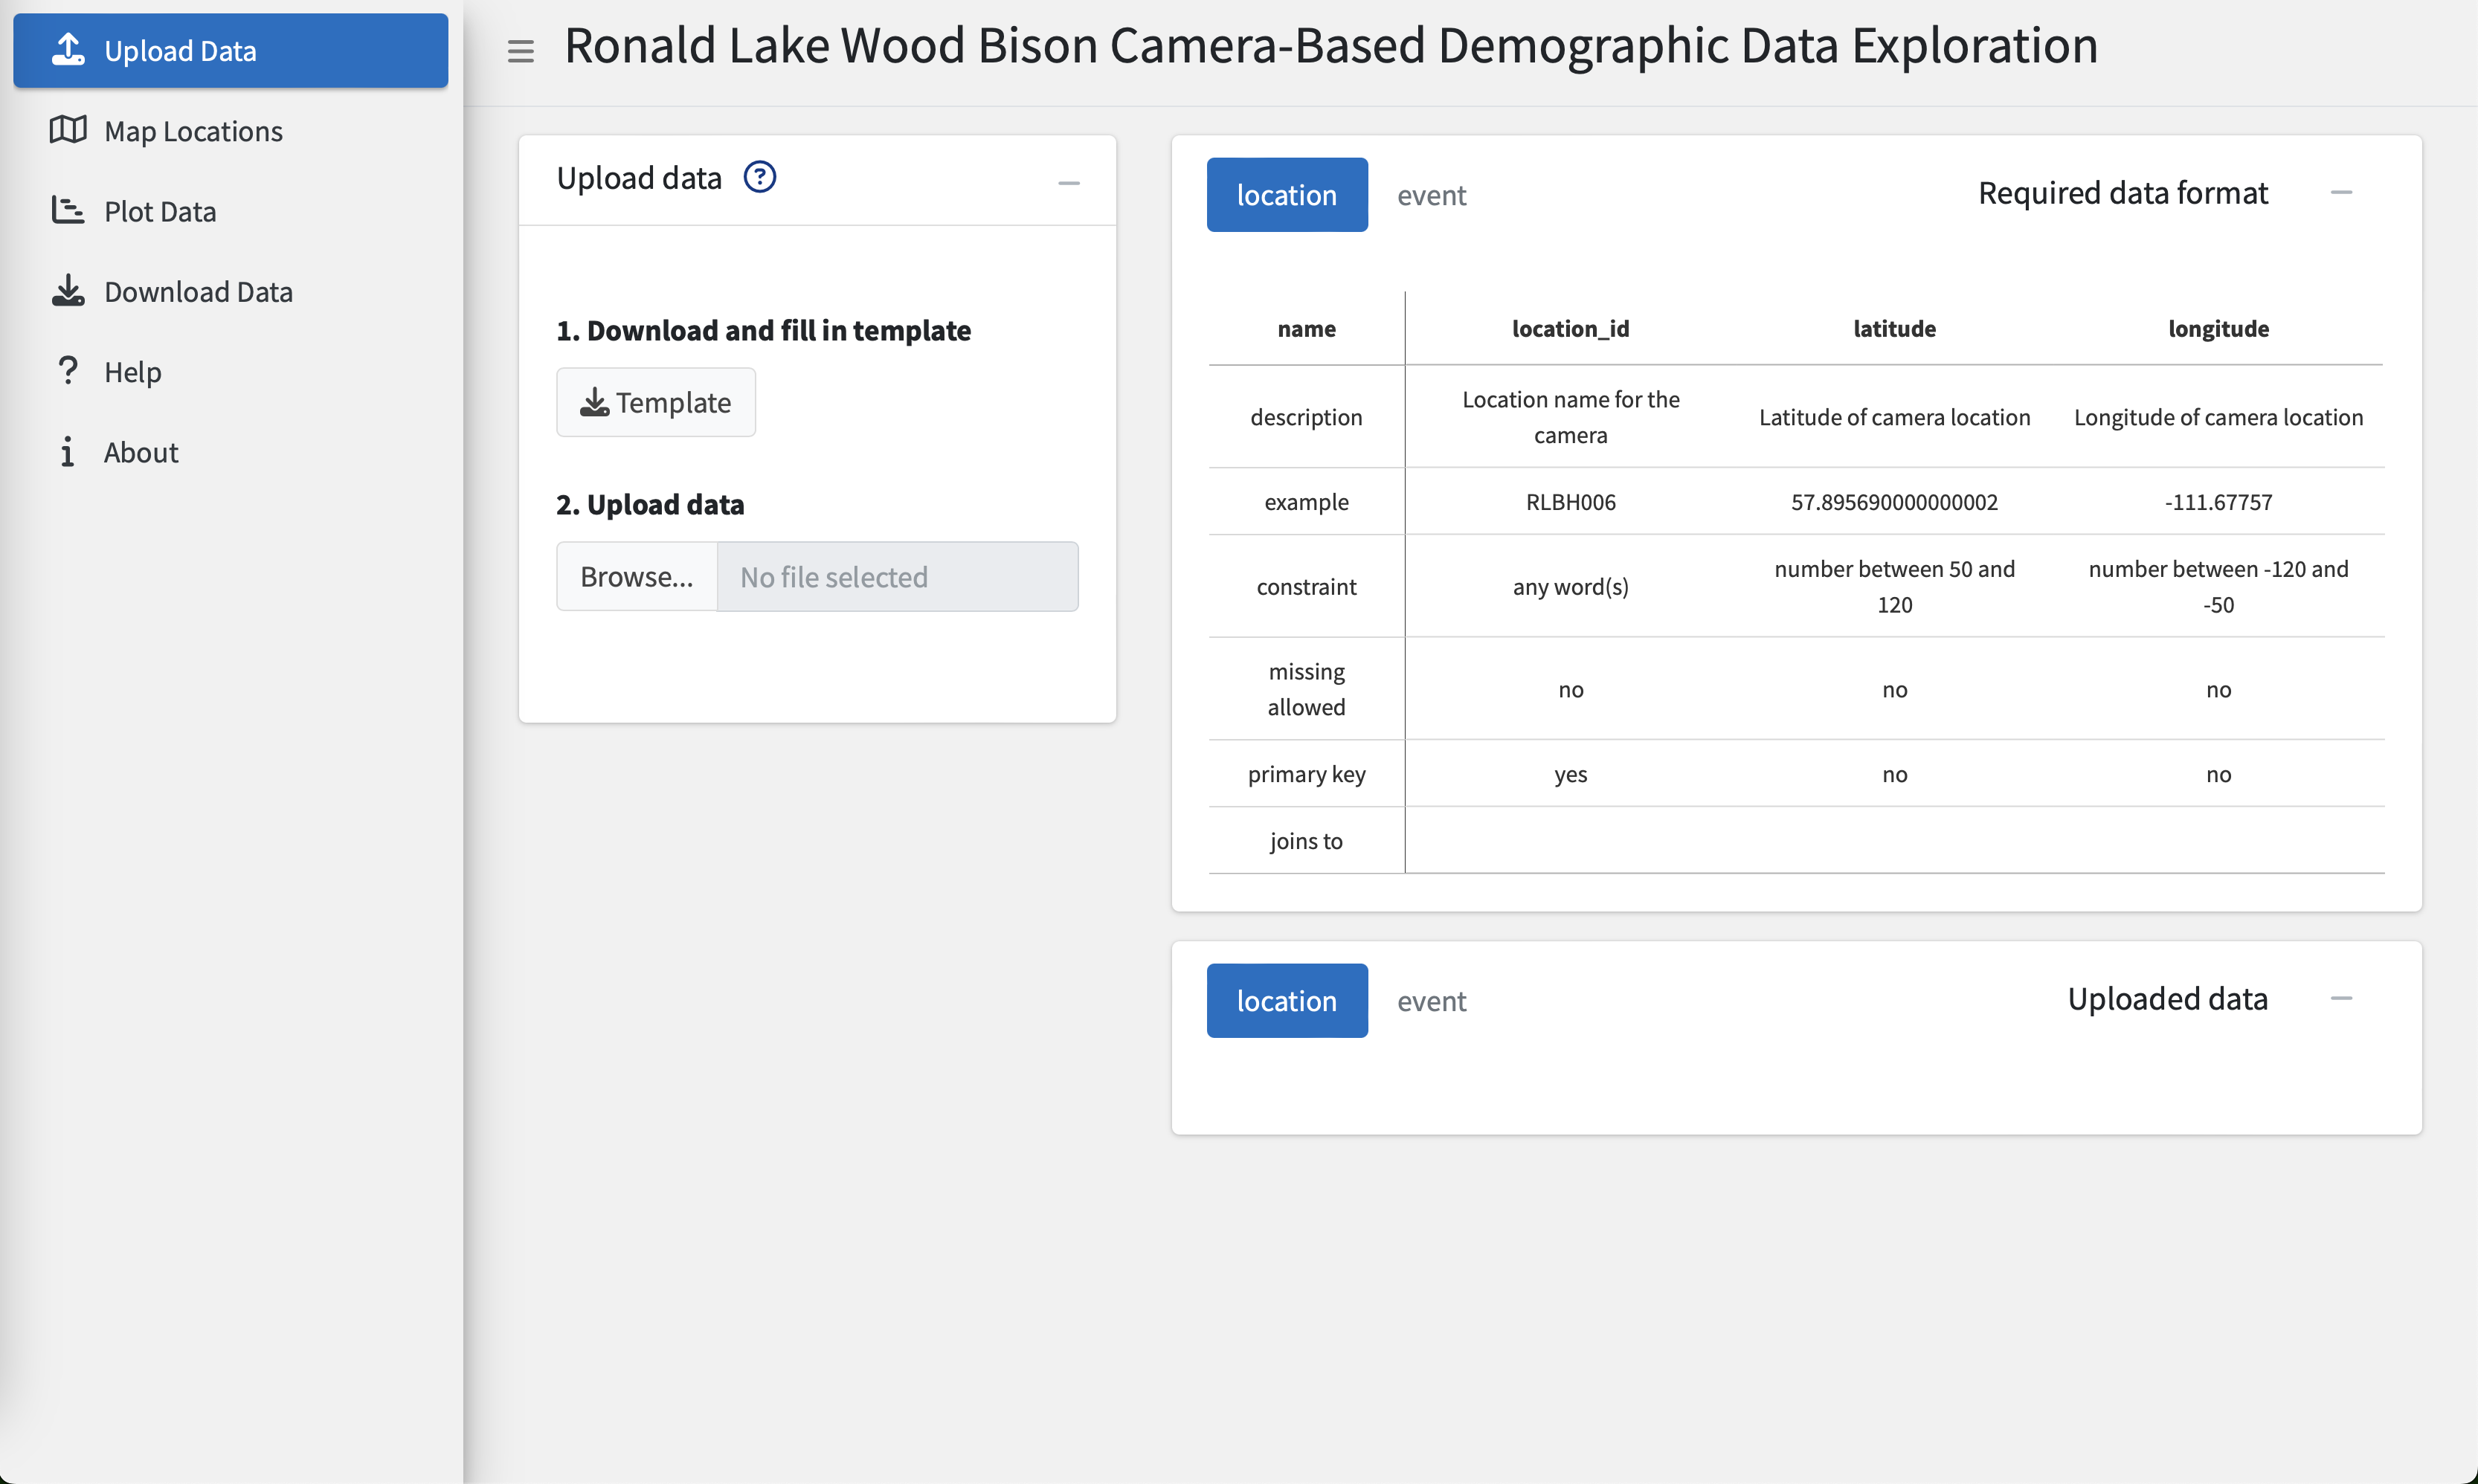 Upload Data
Map Locations
Plot Data
Download Data
Help
About
Ronald Lake Wood Bison Camera-Based Demographic Data Exploration
Upload data ?
1. Download and fill in template
Template
2. Upload data
Browse... No file selected
location event Required data format
name location_id latitude longitude
description Location name for the camera Latitude of camera location Longitude of camera location
example RLBH006 57.895690000000002 -111.67757
constraint any word(s) number between 50 and 120 number between -120 and -50
missing allowed no no no
primary key yes no no
joins to
location event Uploaded data